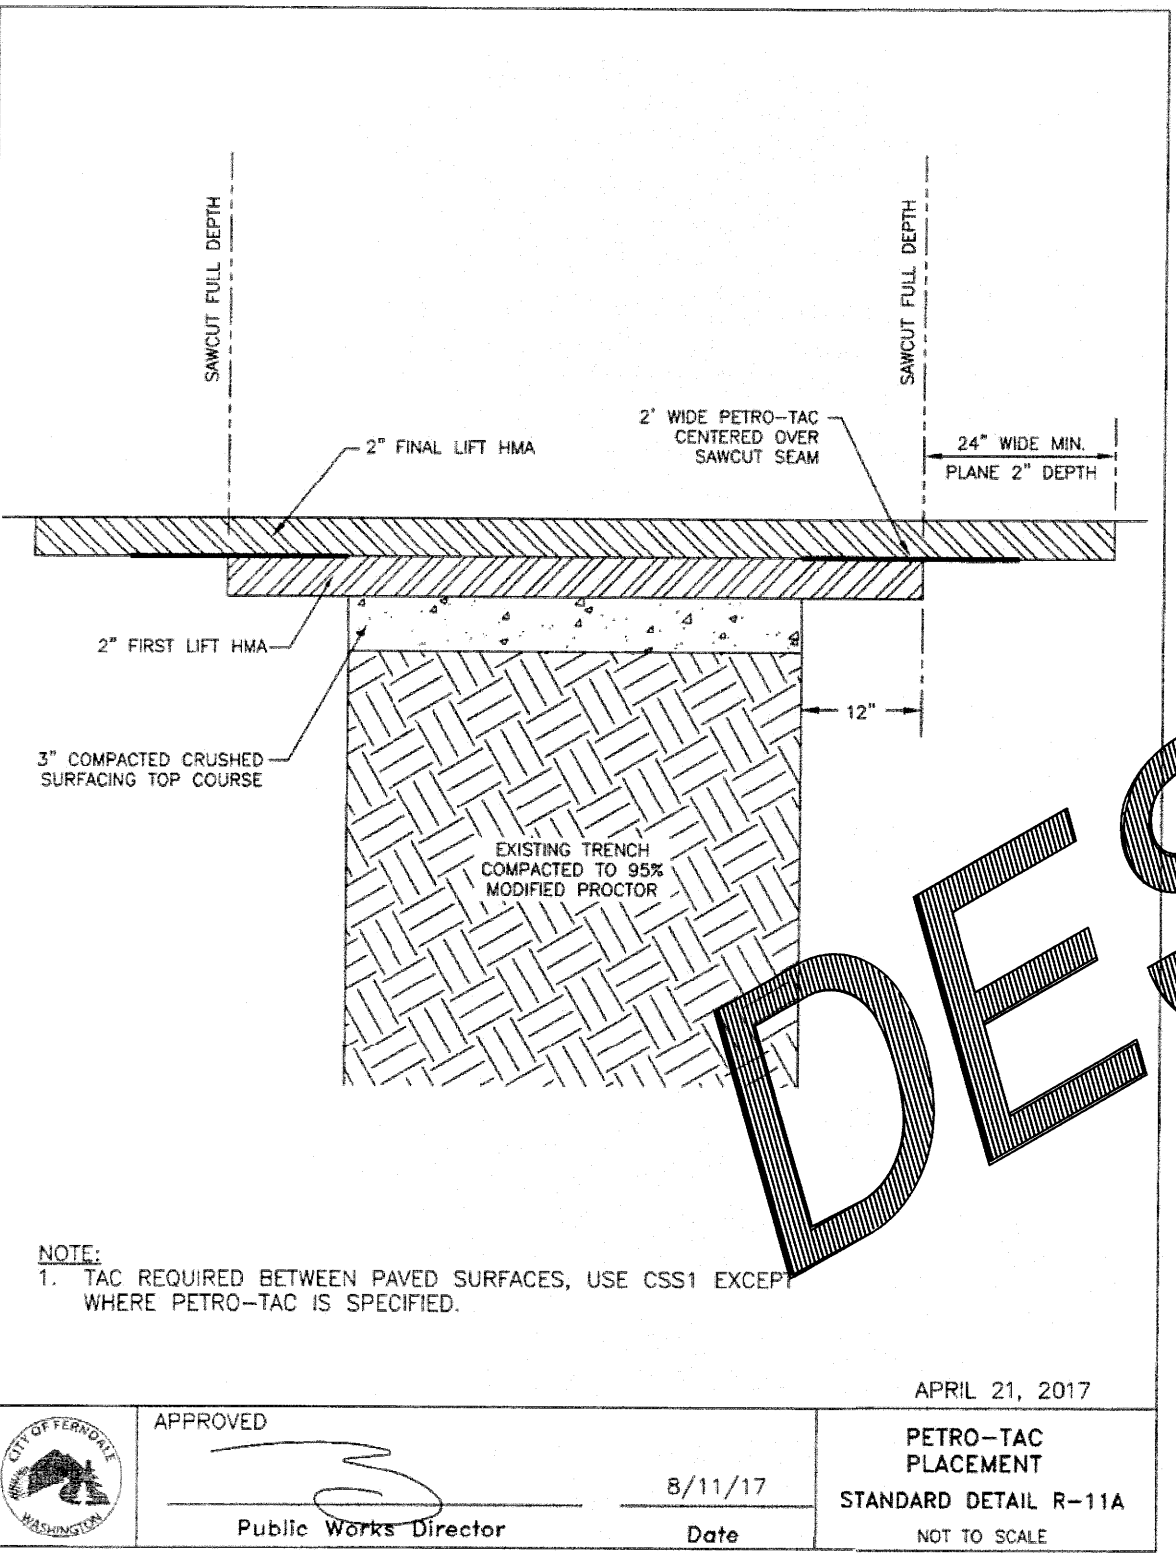 SAWCUT FULL DEPTH
SAWCUT FULL DEPTH
2" FINAL LIFT HMA
2' WIDE PETRO-TAC
CENTERED OVER
SAWCUT SEAM
24" WIDE MIN.
PLANE 2" DEPTH
2" FIRST LIFT HMA
12"
3" COMPACTED CRUSHED
SURFACING TOP COURSE
EXISTING TRENCH
COMPACTED TO 95%
MODIFIED PROCTOR
DES
NOTE:
1. TAC REQUIRED BETWEEN PAVED SURFACES, USE CSS1 EXCEPT
WHERE PETRO-TAC IS SPECIFIED.
APRIL 21, 2017
CITY OF FERNDALE
WASHINGTON
APPROVED
8/11/17
Public Works Director
Date
PETRO-TAC
PLACEMENT
STANDARD DETAIL R-11A
NOT TO SCALE